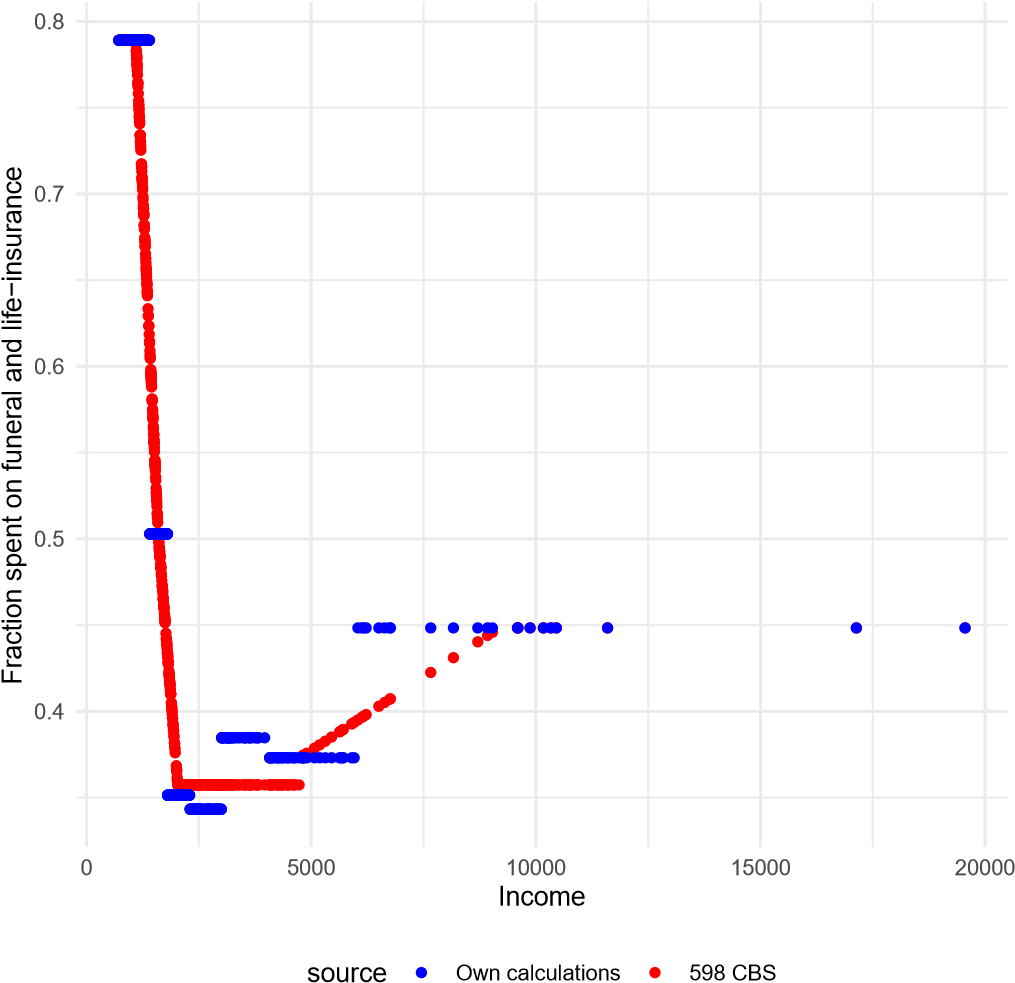 Fraction spent on funeral and life−insurance
0.8
0.7
0.6
0.5
0.4
0 5000 10000 15000 20000
Income
source Own calculations 598 CBS